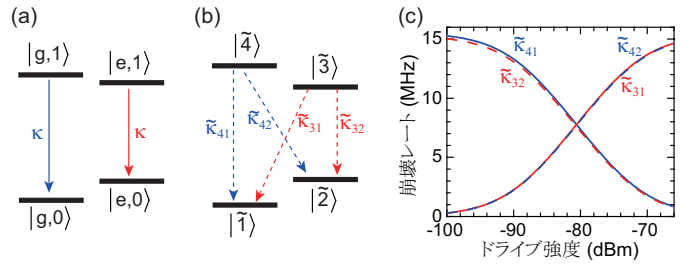 (a)
|g,1⟩
|e,1⟩
κ
κ
|g,0⟩
|e,0⟩
(b)
|4̃⟩
|3̃⟩
κ̃41
κ̃42
κ̃31
κ̃32
|1̃⟩
|2̃⟩
(c)
崩壊レート (MHz)
15
10
5
0
κ̃41
κ̃42
κ̃32
κ̃31
-100
-90
-80
-70
ドライブ強度 (dBm)